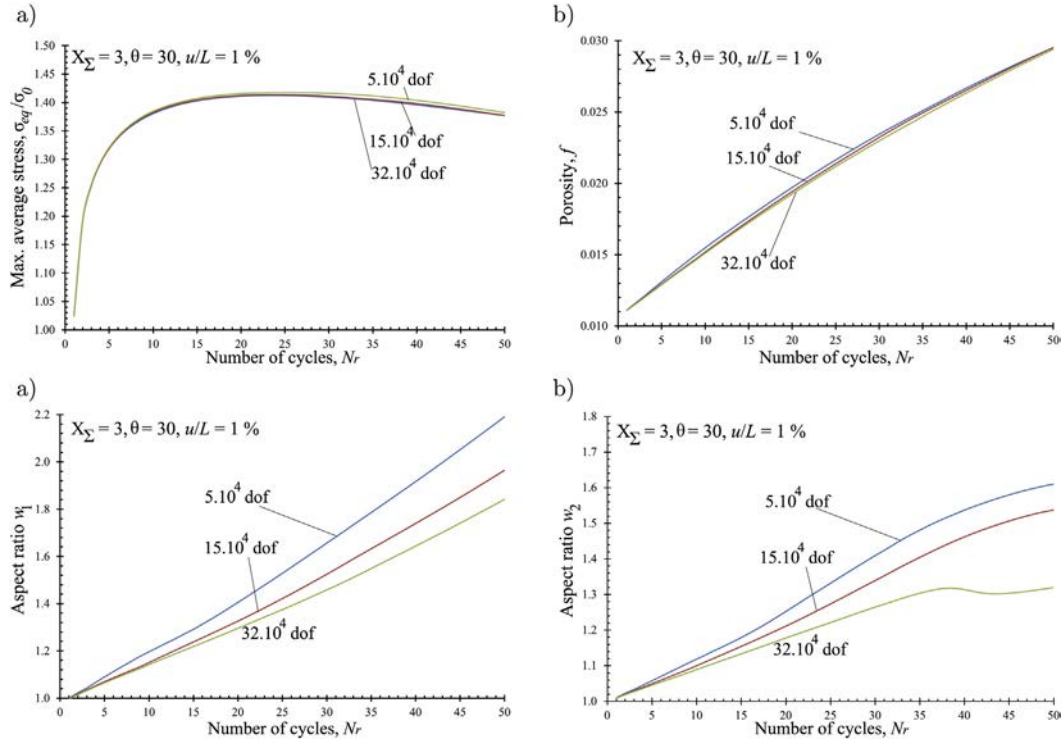 a)
X_Σ = 3, θ = 30, u/L = 1 %
1.50
1.45
1.40
1.35
1.30
1.25
1.20
1.15
1.10
1.05
1.00
Max. average stress, σ_eq/σ_0
5.10^4 dof
15.10^4 dof
32.10^4 dof
0 5 10 15 20 25 30 35 40 45 50
Number of cycles, Nr
b)
X_Σ = 3, θ = 30, u/L = 1 %
0.030
0.025
0.020
0.015
0.010
Porosity, f
5.10^4 dof
15.10^4 dof
32.10^4 dof
0 5 10 15 20 25 30 35 40 45 50
Number of cycles, Nr
a)
X_Σ = 3, θ = 30, u/L = 1 %
2.2
2.0
1.8
1.6
1.4
1.2
1.0
Aspect ratio w_1
5.10^4 dof
15.10^4 dof
32.10^4 dof
0 5 10 15 20 25 30 35 40 45 50
Number of cycles, Nr
b)
X_Σ = 3, θ = 30, u/L = 1 %
1.8
1.7
1.6
1.5
1.4
1.3
1.2
1.1
1.0
Aspect ratio w_2
5.10^4 dof
15.10^4 dof
32.10^4 dof
0 5 10 15 20 25 30 35 40 45 50
Number of cycles, Nr